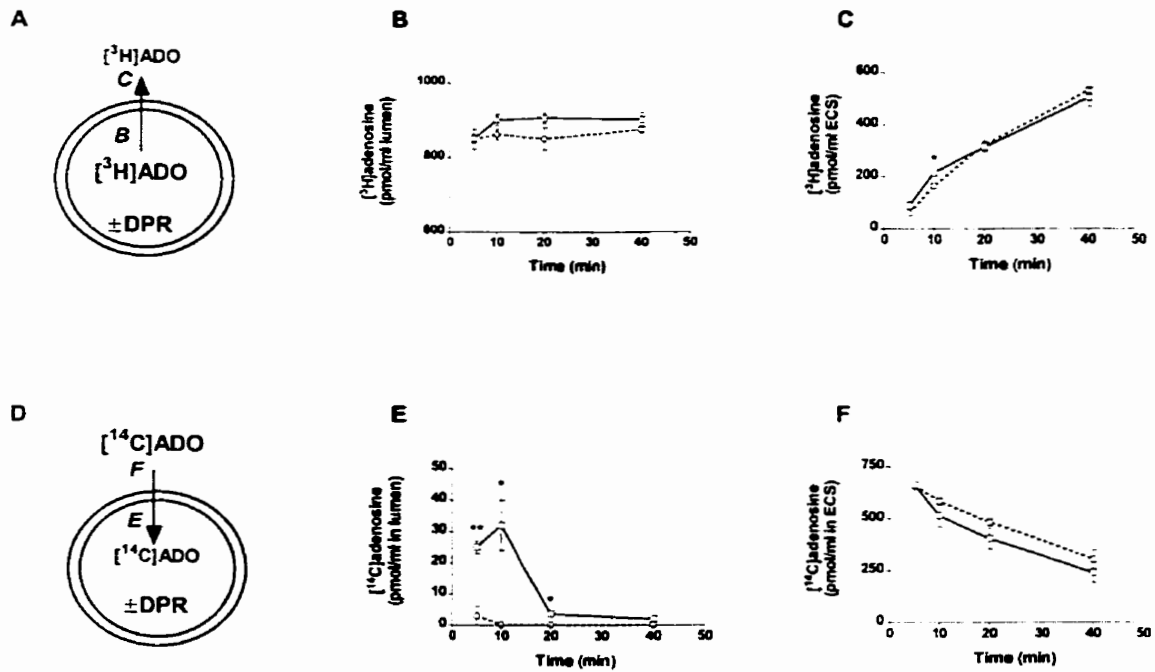 A
[³H]ADO
C
B
[³H]ADO
±DPR
B
[³H]adenosine
(pmol/ml lumen)
1000
800
600
0 10 20 30 40 50
Time (min)
C
[³H]adenosine
(pmol/ml ECS)
600
400
200
0
*
0 10 20 30 40 50
Time (min)
D
[¹⁴C]ADO
F
E
[¹⁴C]ADO
±DPR
E
[¹⁴C]adenosine
(pmol/ml in lumen)
50
40
30
20
10
0
**
*
*
0 10 20 30 40 50
Time (min)
F
[¹⁴C]adenosine
(pmol/ml in ECS)
750
500
250
0
0 10 20 30 40 50
Time (min)